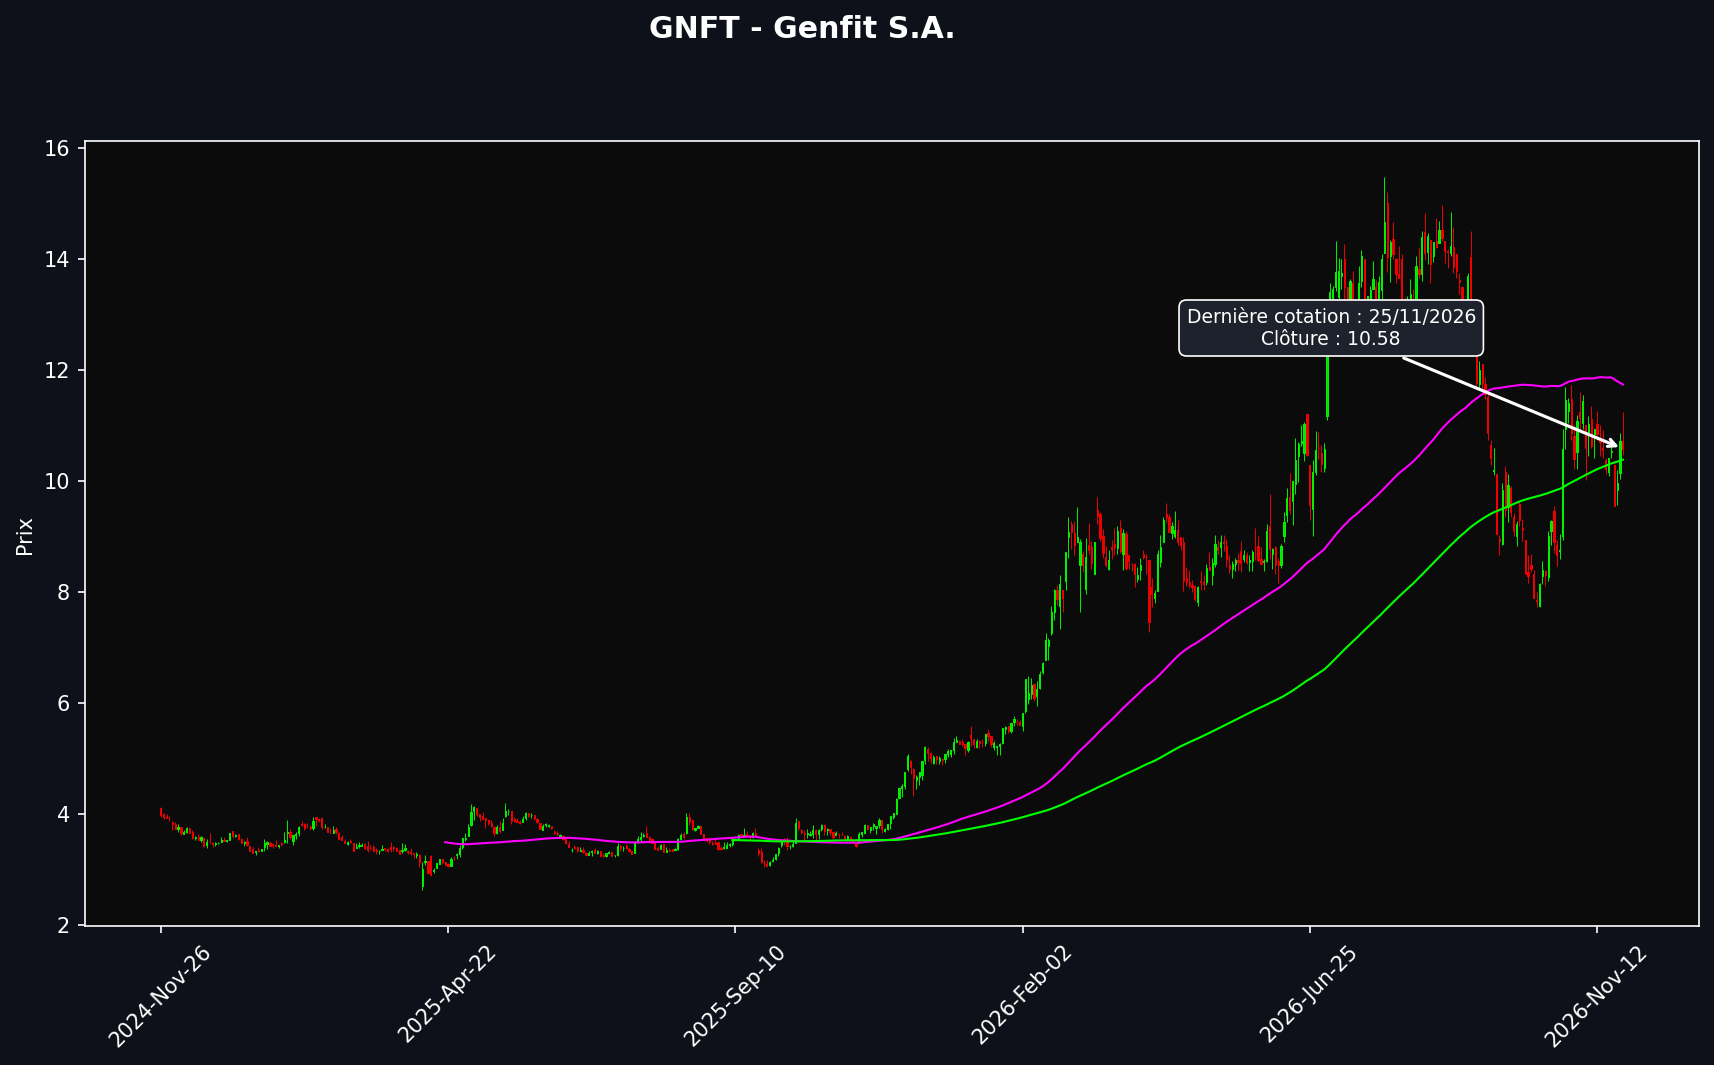 GNFT - Genfit S.A.
16
14
12
10
8
6
4
2
Prix
Dernière cotation : 25/11/2026
Clôture : 10.58
2024-Nov-26
2025-Apr-22
2025-Sep-10
2026-Feb-02
2026-Jun-25
2026-Nov-12